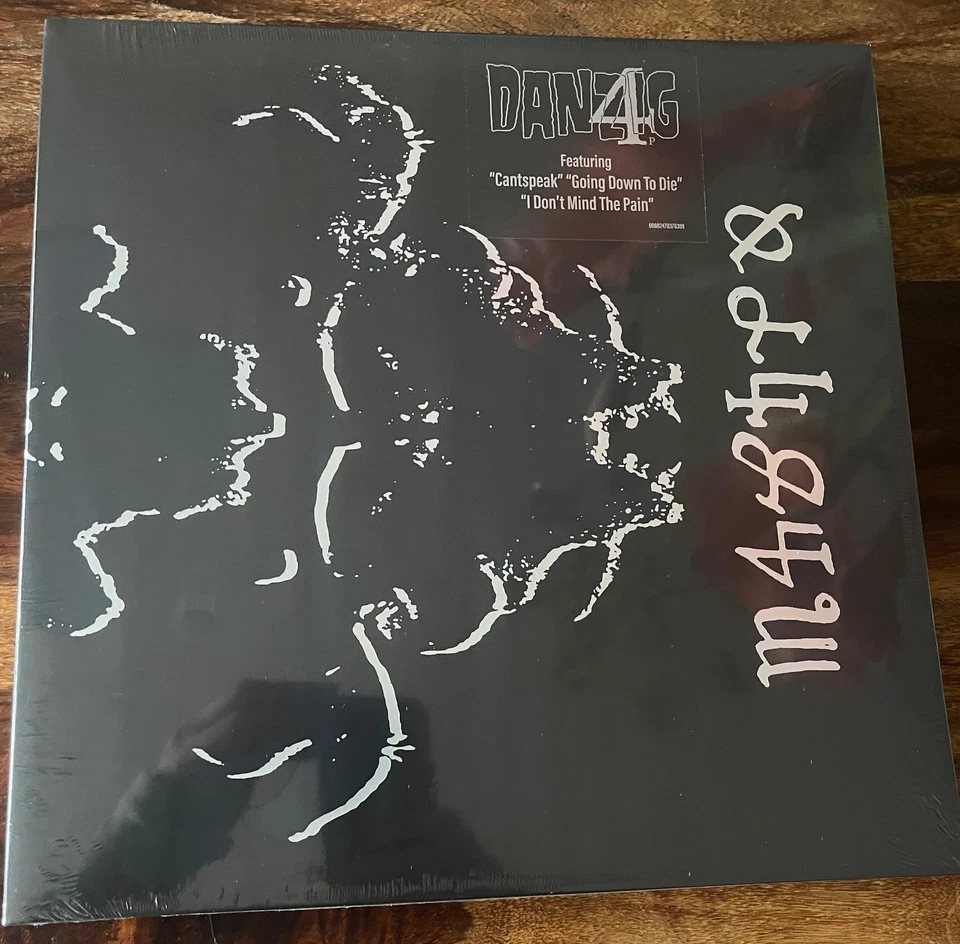 DANZIG
4P
Featuring
"Cantspeak" "Going Down To Die"
"I Don't Mind The Pain"